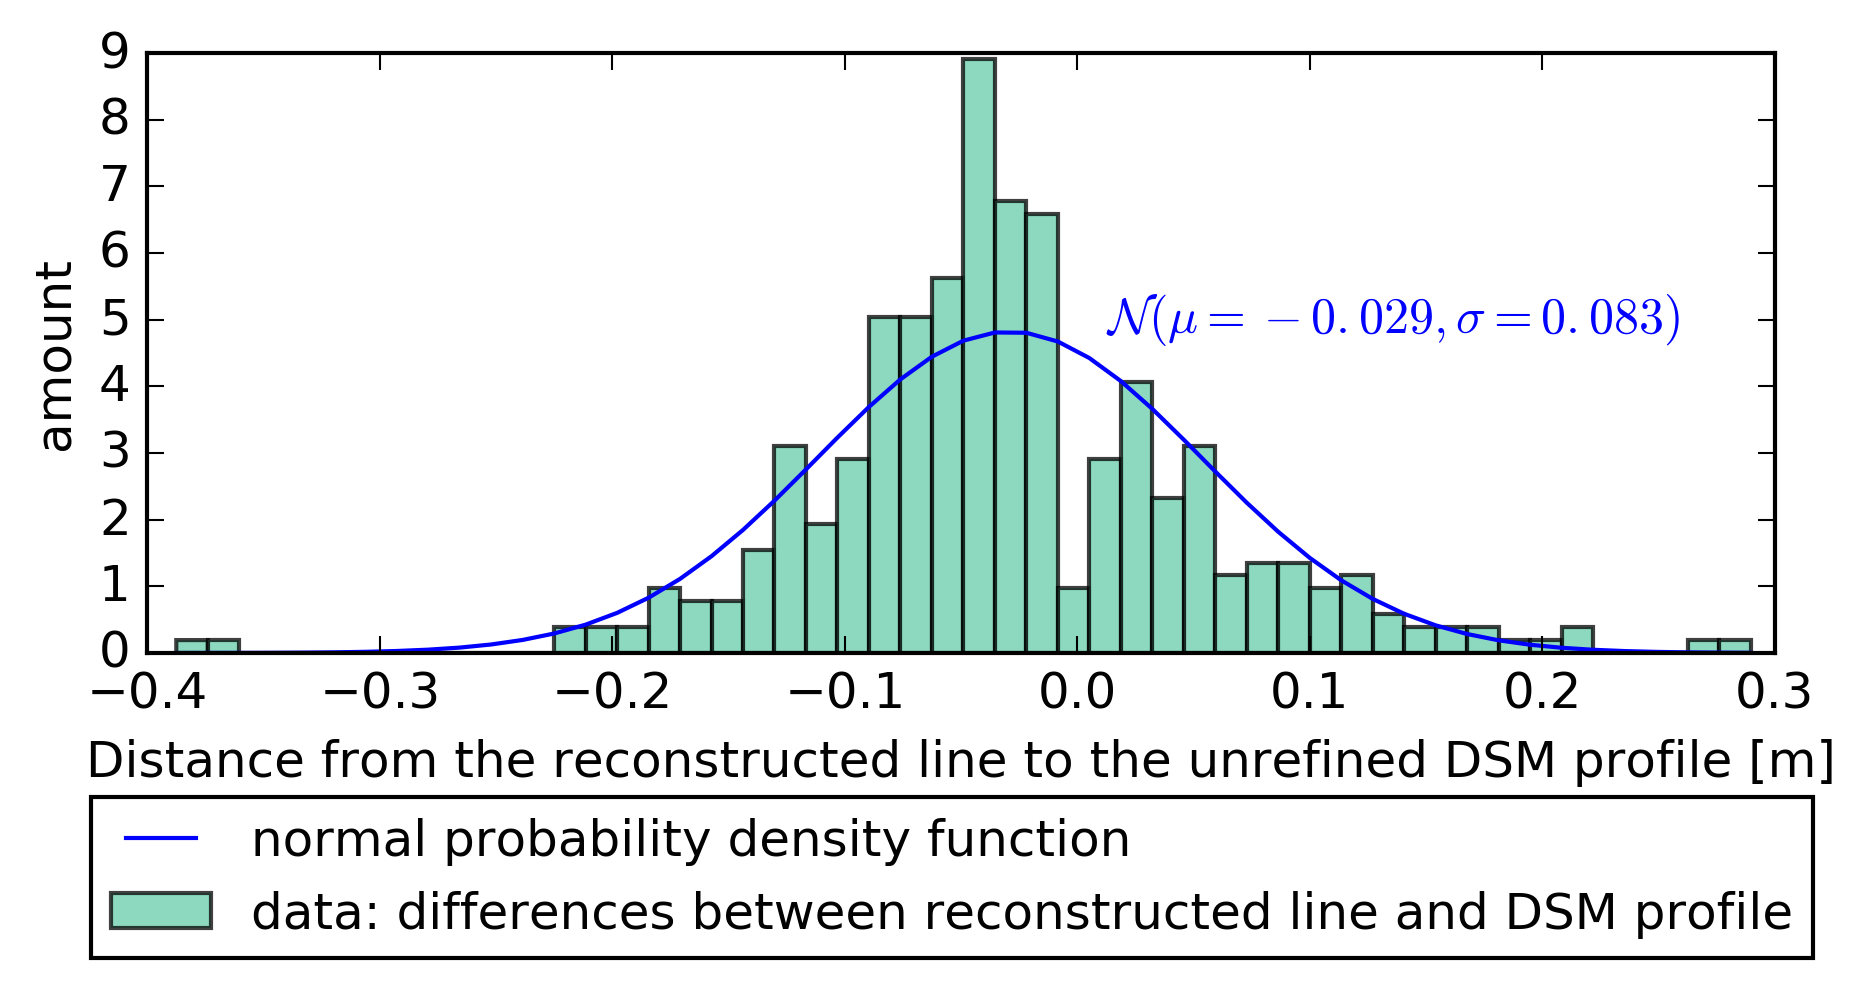 9
8
7
6
5
4
3
2
1
0
amount
𝒩(μ = −0.029, σ = 0.083)
−0.4 −0.3 −0.2 −0.1 0.0 0.1 0.2 0.3
Distance from the reconstructed line to the unrefined DSM profile [m]
normal probability density function
data: differences between reconstructed line and DSM profile